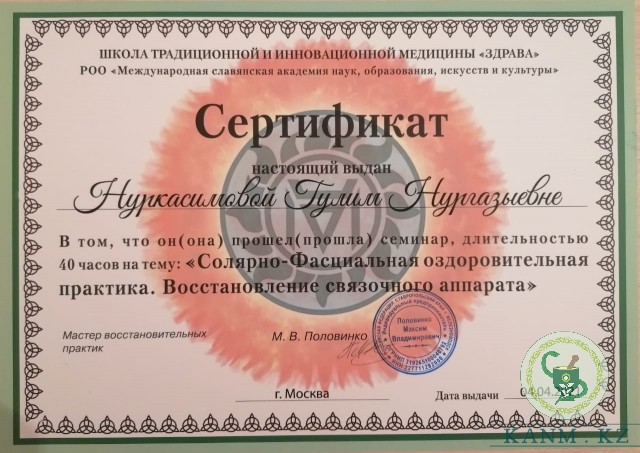 ШКОЛА ТРАДИЦИОННОЙ И ИННОВАЦИОННОЙ МЕДИЦИНЫ «ЗДРАВА»
РОО «Международная славянская академия наук, образования, искусств и культуры»
Сертификат
настоящий выдан
Нуркасимовой Гулим Нургазыевне
В том, что он(она) прошел(прошла) семинар, длительностью
40 часов на тему: «Солярно-Фасциальная оздоровительная
практика. Восстановление связочного аппарата»
Мастер восстановительных
практик
М. В. Половинко
Половинко
Максим
Владимирович
г. Москва
Дата выдачи
04.04.
KANM.KZ